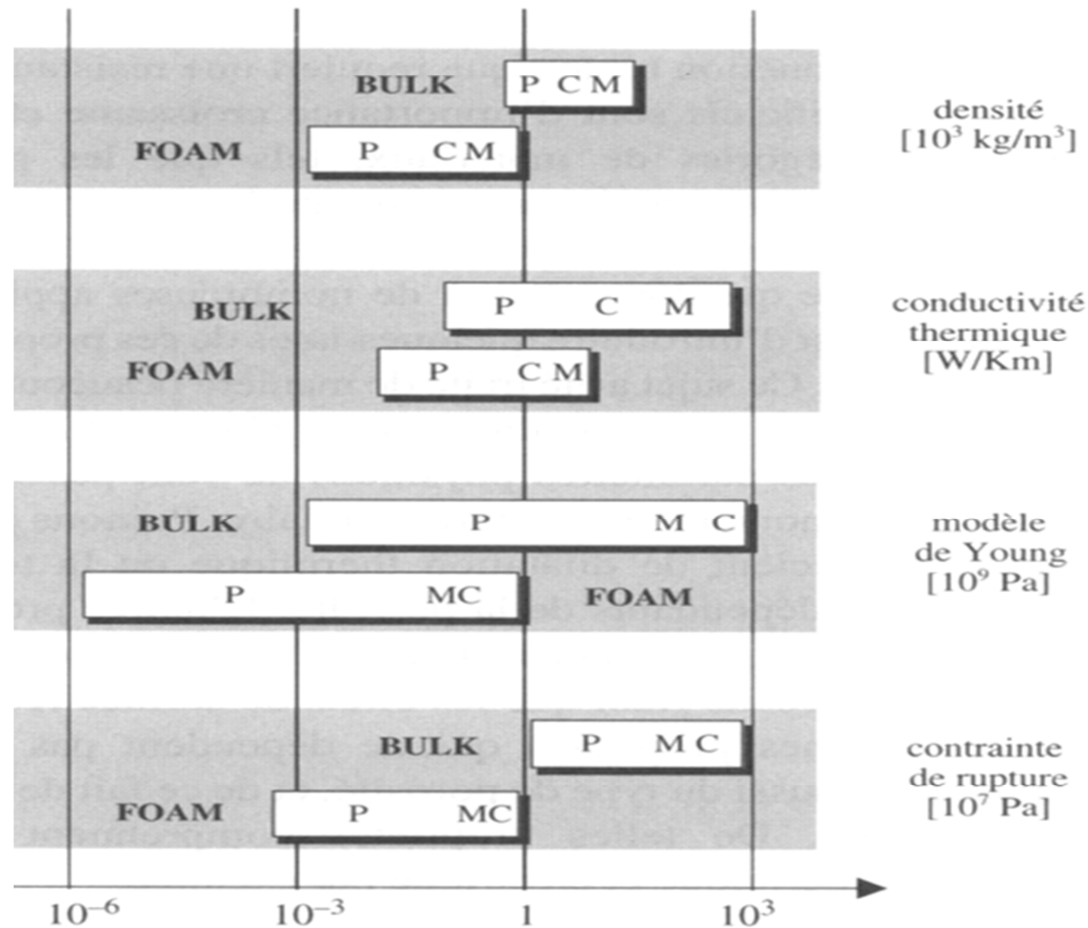 BULK P C M
densité
[10³ kg/m³]
FOAM P C M
BULK P C M
conductivité
thermique
[W/Km]
FOAM P C M
BULK P M C
modèle
de Young
[10⁹ Pa]
P MC FOAM
BULK P M C
contrainte
de rupture
[10⁷ Pa]
FOAM P MC
10⁻⁶ 10⁻³ 1 10³